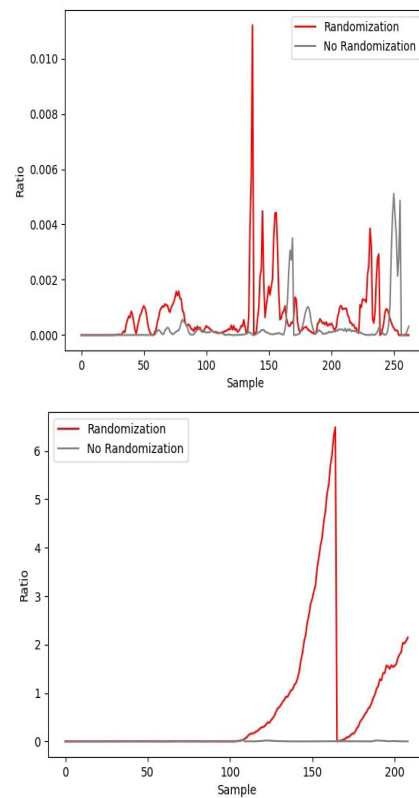 Randomization
No Randomization
0.010
0.008
0.006
0.004
0.002
0.000
Ratio
0 50 100 150 200 250
Sample
Randomization
No Randomization
6
5
4
3
2
1
0
Ratio
0 50 100 150 200
Sample